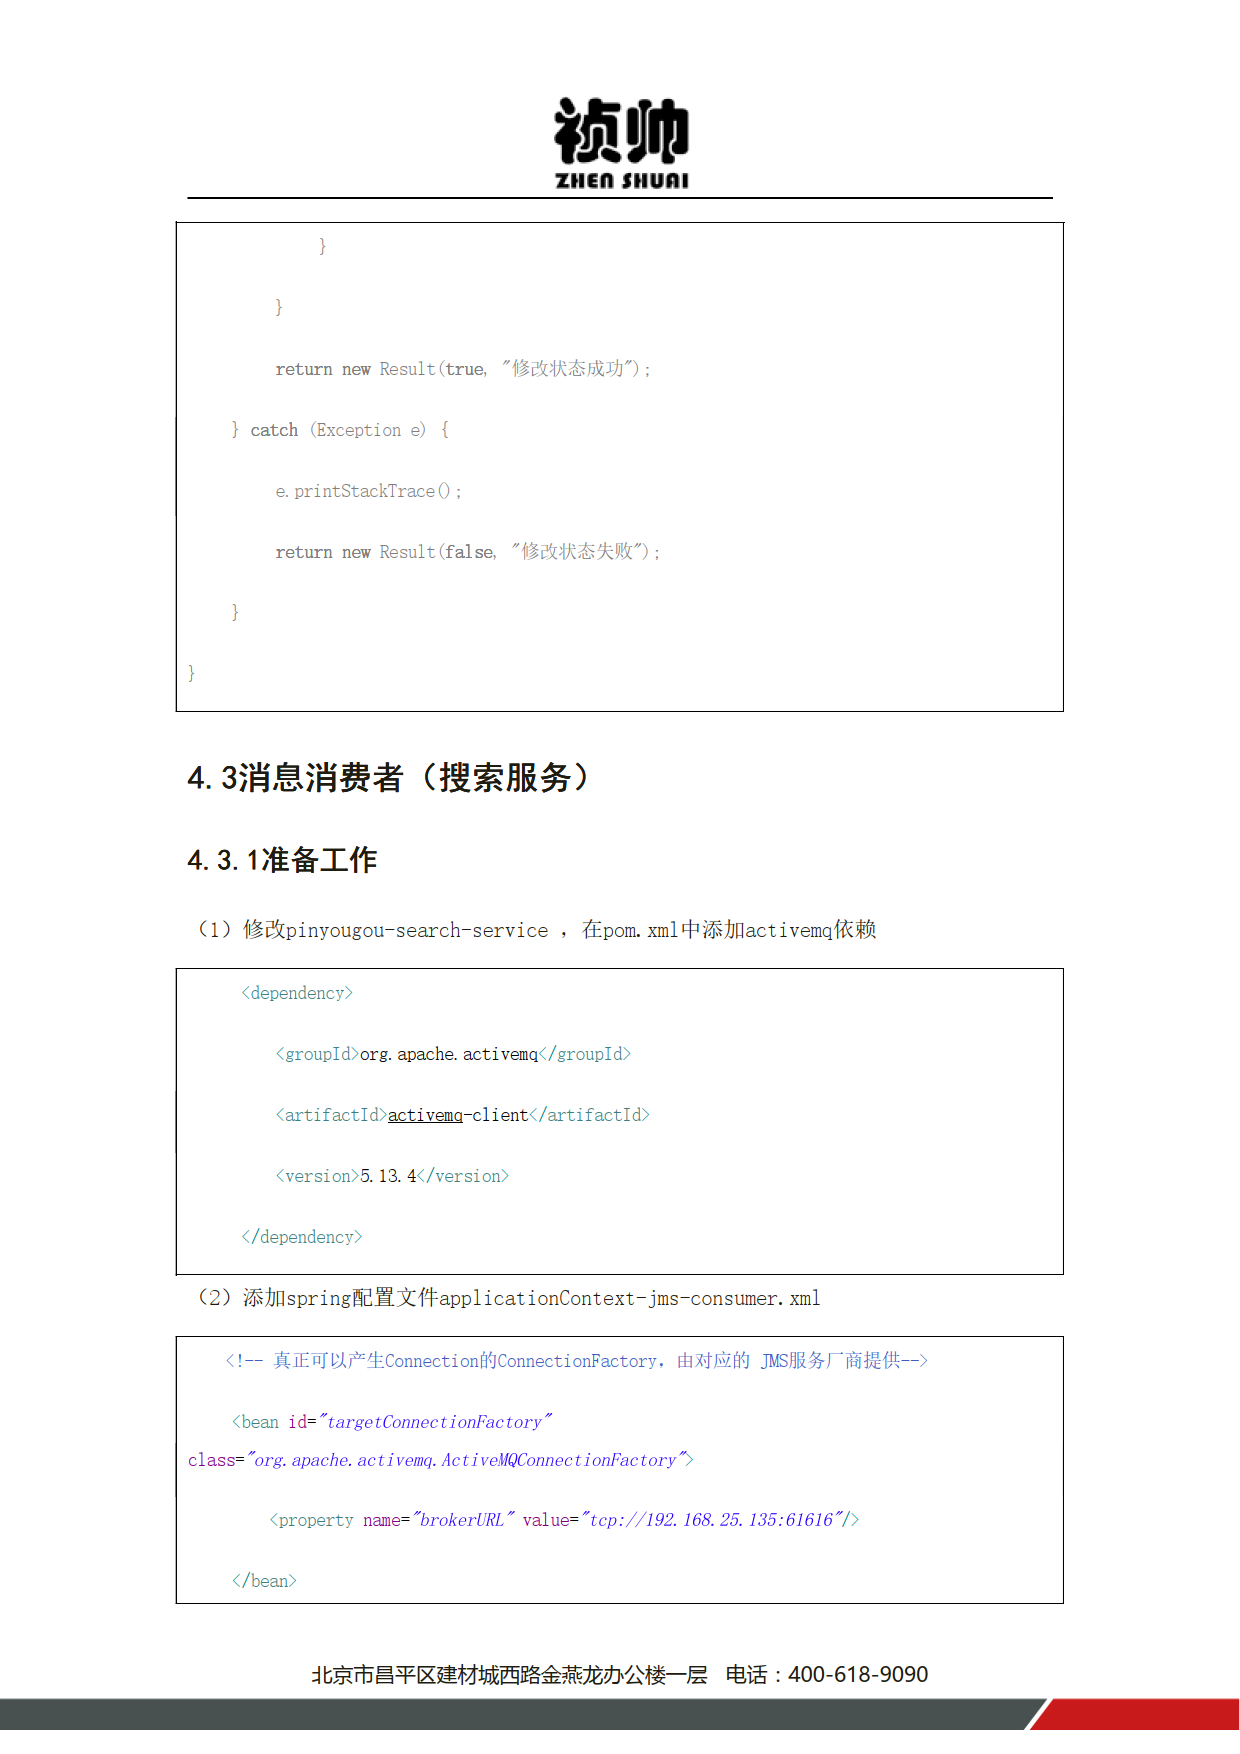 祯帅
ZHEN SHUAI
}
}
return new Result(true, "修改状态成功");
} catch (Exception e) {
e.printStackTrace();
return new Result(false, "修改状态失败");
}
}
4.3消息消费者（搜索服务）
4.3.1准备工作
（1）修改pinyougou-search-service ，在pom.xml中添加activemq依赖
<dependency>
<groupId>org.apache.activemq</groupId>
<artifactId>activemq-client</artifactId>
<version>5.13.4</version>
</dependency>
（2）添加spring配置文件applicationContext-jms-consumer.xml
<!-- 真正可以产生Connection的ConnectionFactory，由对应的 JMS服务厂商提供-->
<bean id="targetConnectionFactory"
class="org.apache.activemq.ActiveMQConnectionFactory">
<property name="brokerURL" value="tcp://192.168.25.135:61616"/>
</bean>
北京市昌平区建材城西路金燕龙办公楼一层 电话：400-618-9090